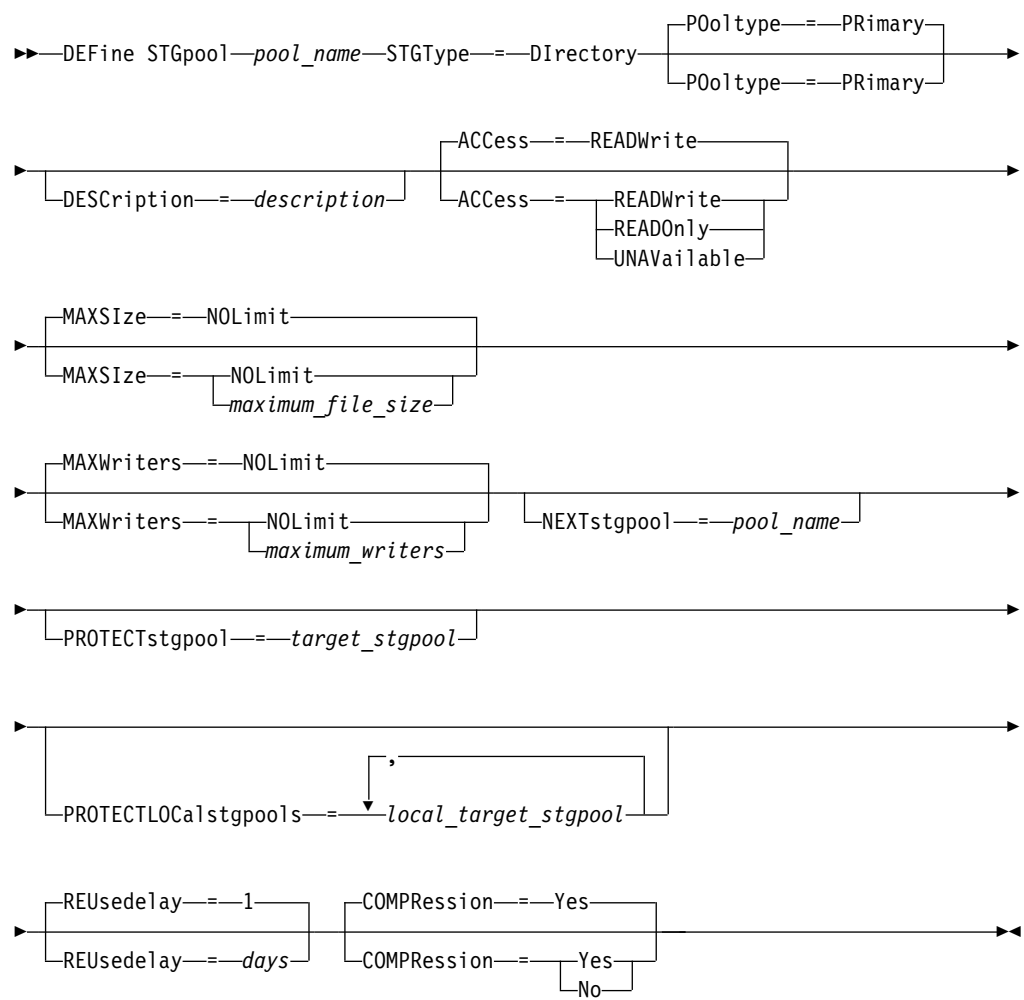 POoltype = PRimary
DEFine STGpool pool_name STGType = DIrectory
POoltype = PRimary
ACCess = READWrite
DESCription = description
ACCess = READWrite
READOnly
UNAVailable
MAXSIze = NOLimit
MAXSIze = NOLimit
maximum_file_size
MAXWriters = NOLimit
MAXWriters = NOLimit
maximum_writers
NEXTstgpool = pool_name
PROTECTstgpool = target_stgpool
,
PROTECTLOCalstgpools = local_target_stgpool
REUsedelay = 1
COMPRession = Yes
REUsedelay = days
COMPRession = Yes
No